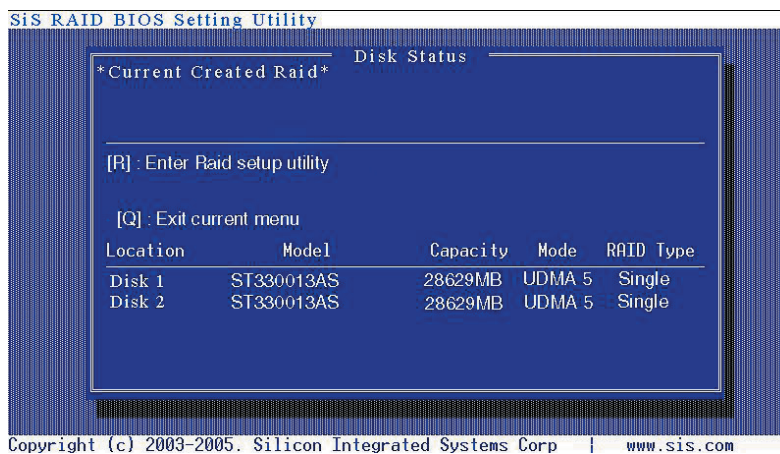 SiS RAID BIOS Setting Utility
Disk Status
*Current Created Raid*
[R] : Enter Raid setup utility
[Q] : Exit current menu
Location Model Capacity Mode RAID Type
Disk 1 ST330013AS 28629MB UDMA 5 Single
Disk 2 ST330013AS 28629MB UDMA 5 Single
Copyright (c) 2003-2005. Silicon Integrated Systems Corp | www.sis.com